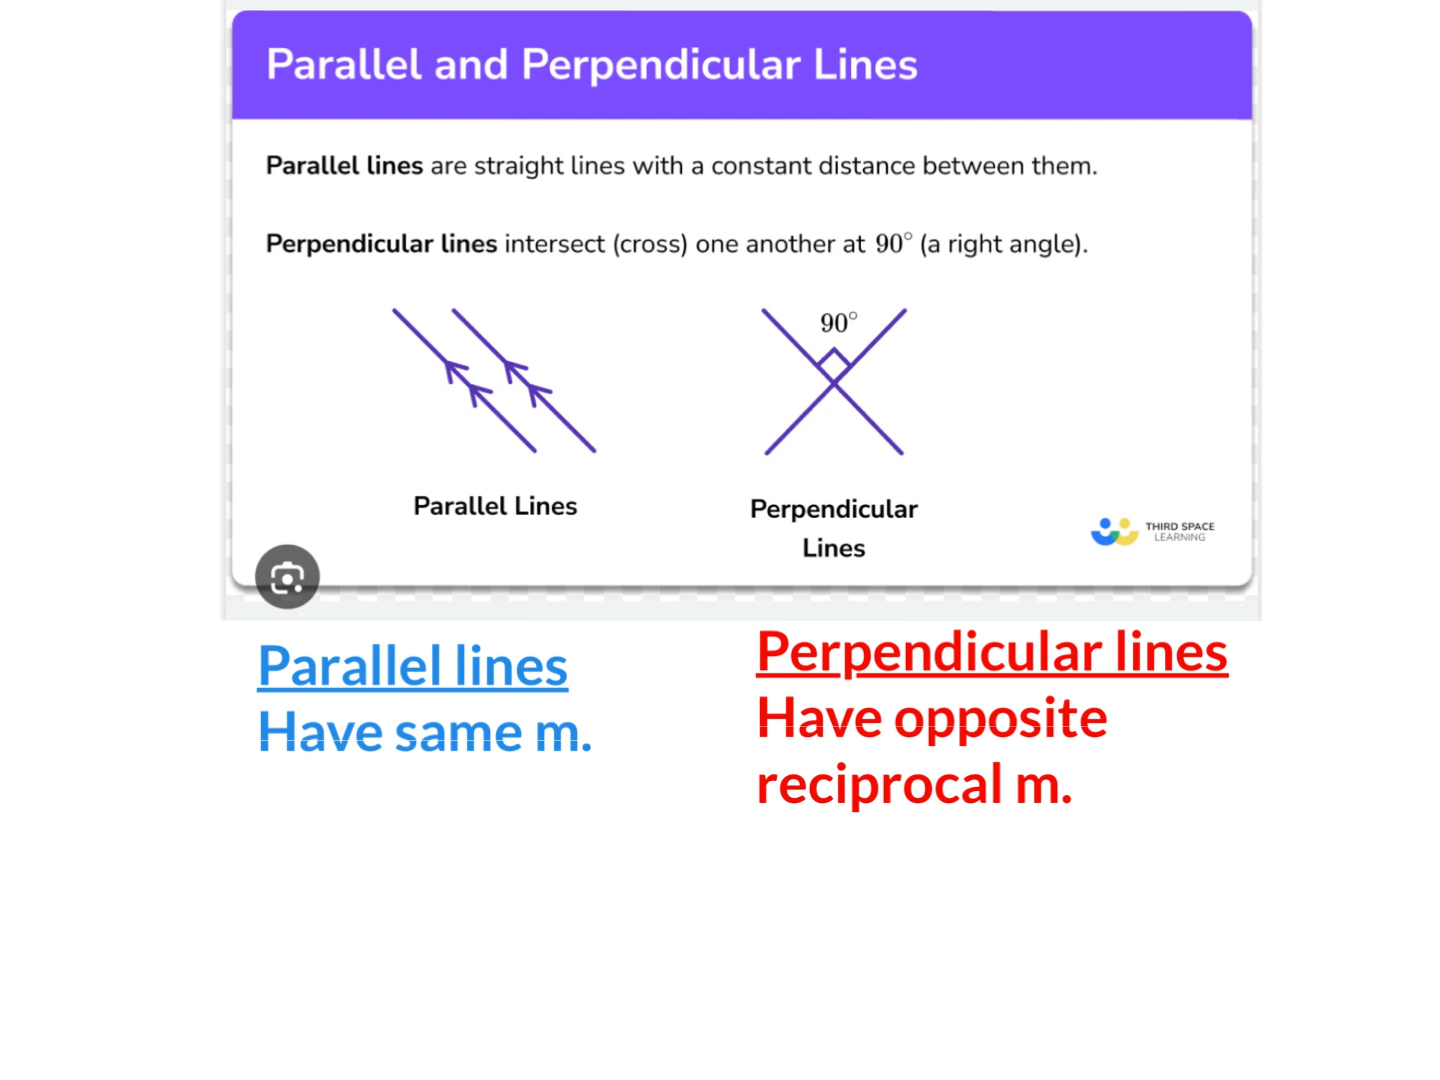 Parallel and Perpendicular Lines
Parallel lines are straight lines with a constant distance between them.
Perpendicular lines intersect (cross) one another at 90° (a right angle).
90°
Parallel Lines
Perpendicular
Lines
THIRD SPACE
LEARNING
Parallel lines
Have same m.
Perpendicular lines
Have opposite
reciprocal m.